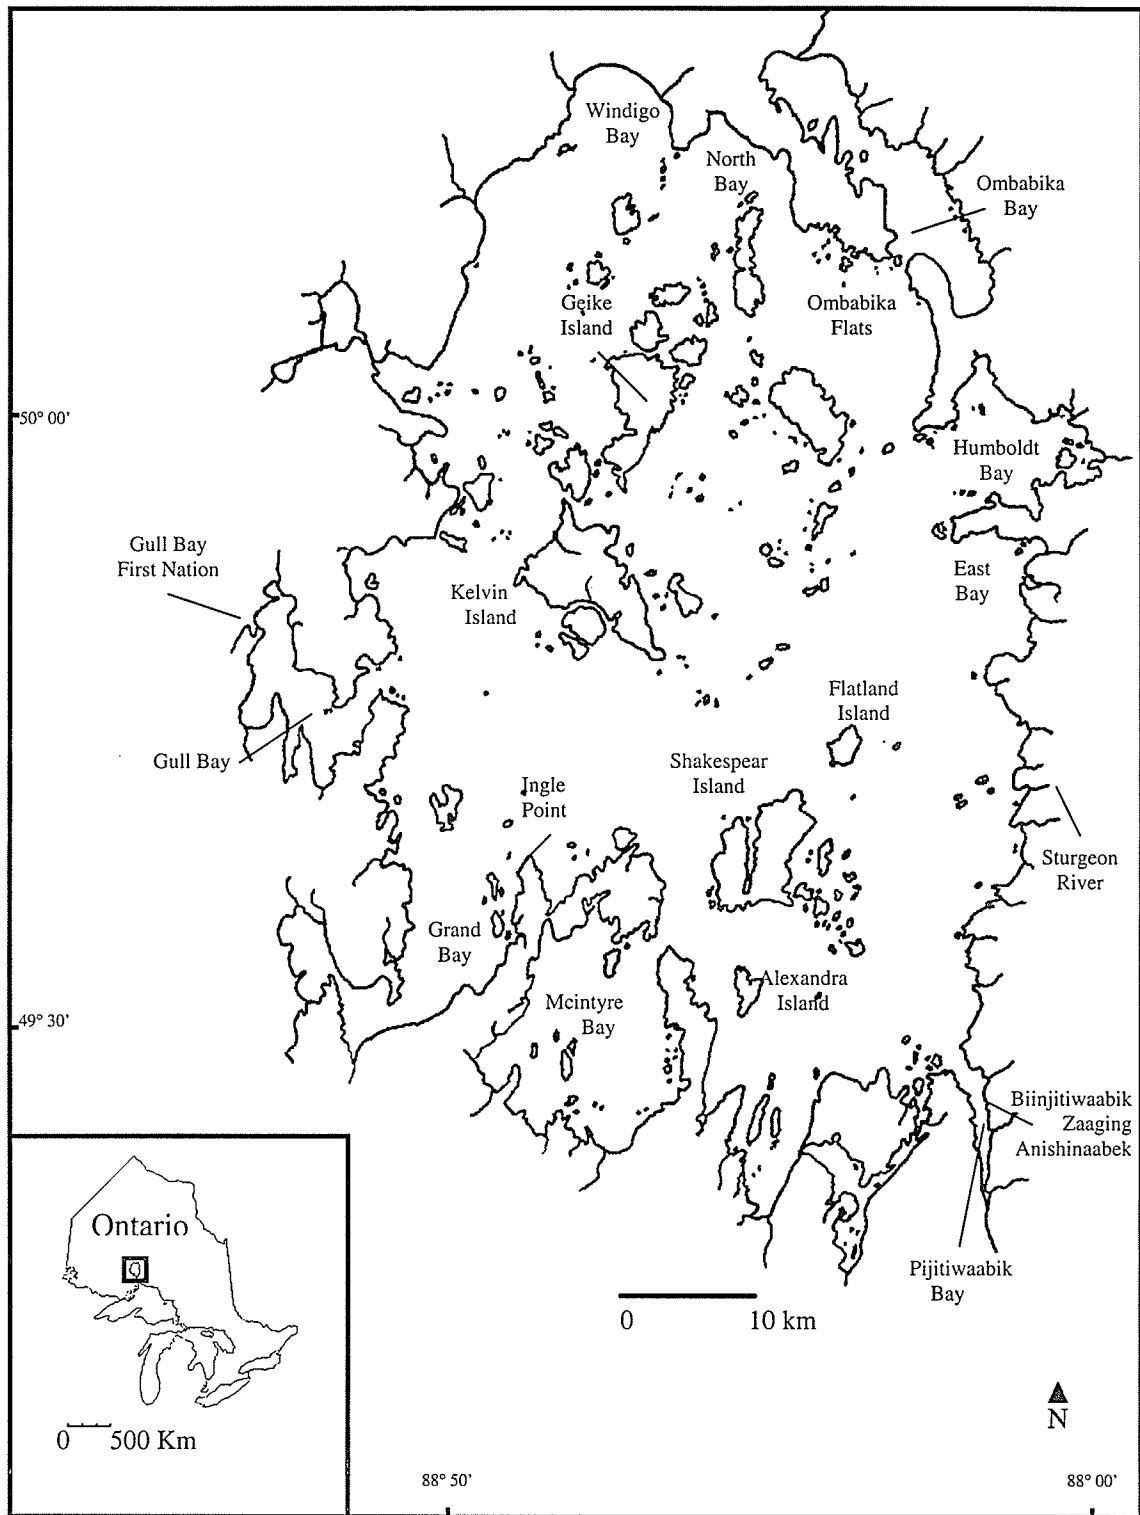 Windigo
Bay
North
Bay
Ombabika
Bay
Geike
Island
Ombabika
Flats
50° 00’
Humboldt
Bay
Gull Bay
First Nation
East
Bay
Kelvin
Island
Flatland
Island
Gull Bay
Shakespear
Island
Ingle
Point
Sturgeon
River
Grand
Bay
Alexandra
Island
Mcintyre
Bay
49° 30’
Biinjitiwaabik
Zaaging
Anishinaabek
Ontario
Pijitiwaabik
Bay
0 10 km
N
0 500 Km
88° 50’
88° 00’